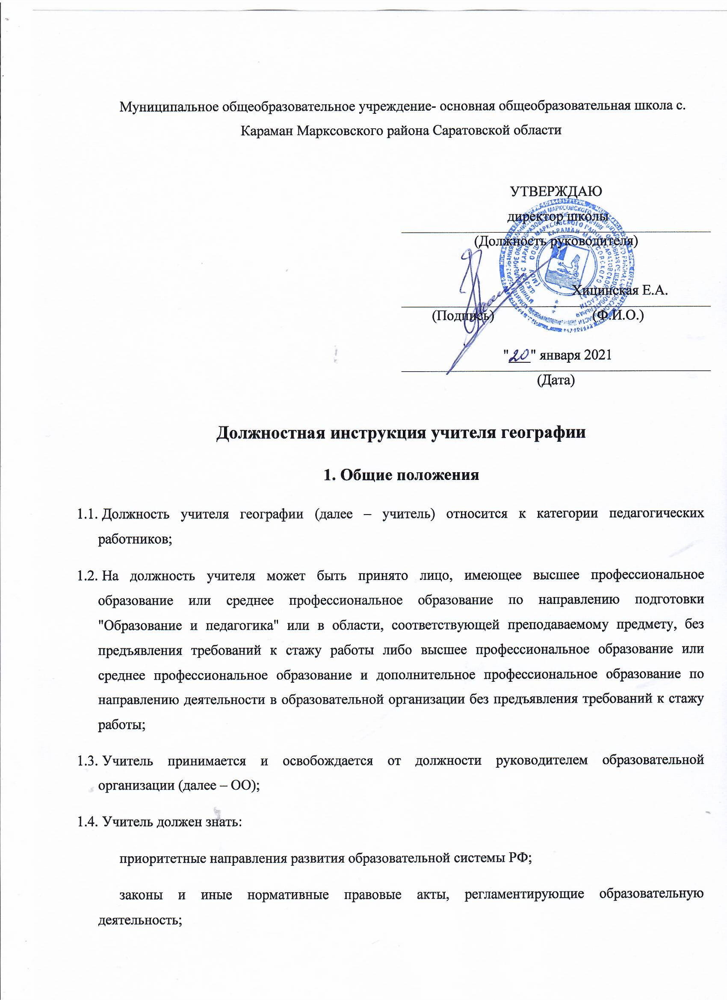 Муниципальное общеобразовательное учреждение- основная общеобразовательная школа с.
Караман Марксовского района Саратовской области
УТВЕРЖДАЮ
директор школы
(Должность руководителя)
Хицинская Е.А.
(Подпись) (Ф.И.О.)
"20" января 2021
(Дата)
Должностная инструкция учителя географии
1. Общие положения
1.1. Должность учителя географии (далее – учитель) относится к категории педагогических
работников;
1.2. На должность учителя может быть принято лицо, имеющее высшее профессиональное
образование или среднее профессиональное образование по направлению подготовки
"Образование и педагогика" или в области, соответствующей преподаваемому предмету, без
предъявления требований к стажу работы либо высшее профессиональное образование или
среднее профессиональное образование и дополнительное профессиональное образование по
направлению деятельности в образовательной организации без предъявления требований к стажу
работы;
1.3. Учитель принимается и освобождается от должности руководителем образовательной
организации (далее – ОО);
1.4. Учитель должен знать:
приоритетные направления развития образовательной системы РФ;
законы и иные нормативные правовые акты, регламентирующие образовательную
деятельность;